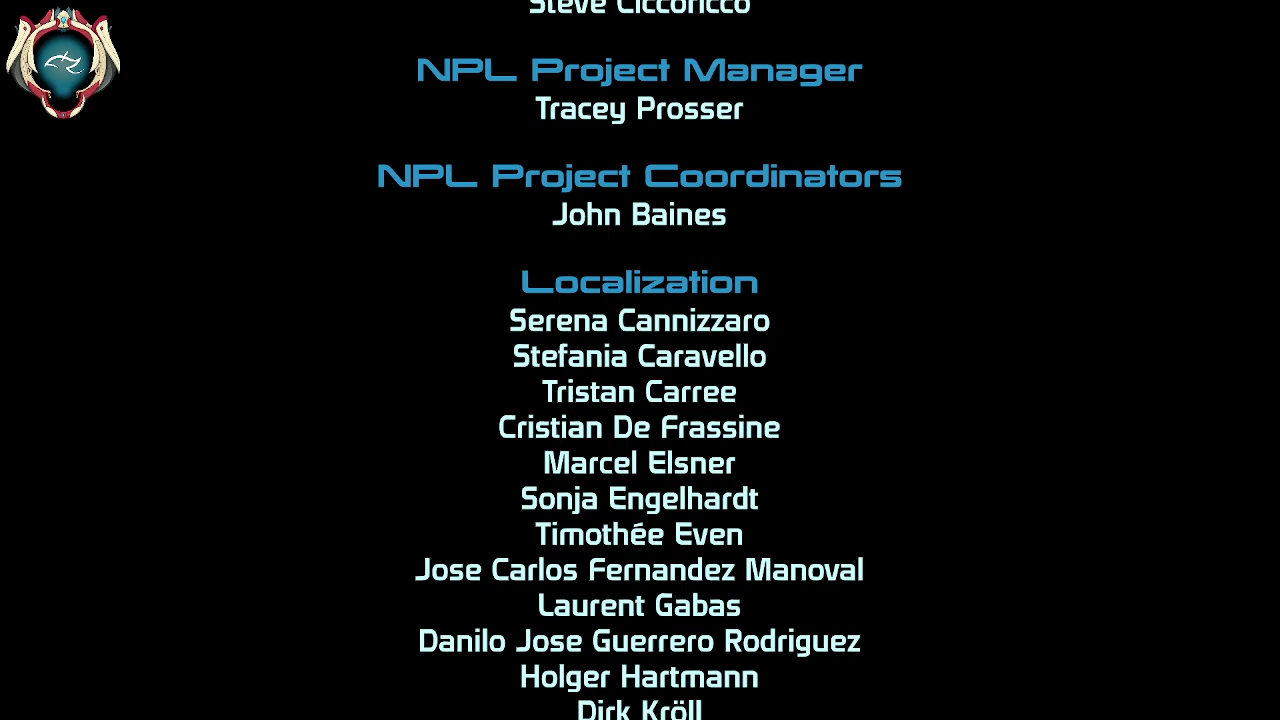 Steve Ciccoricco
NPL Project Manager
Tracey Prosser
NPL Project Coordinators
John Baines
Localization
Serena Cannizzaro
Stefania Caravello
Tristan Carree
Cristian De Frassine
Marcel Elsner
Sonja Engelhardt
Timothée Even
Jose Carlos Fernandez Manoval
Laurent Gabas
Danilo Jose Guerrero Rodriguez
Holger Hartmann
Dirk Kröll